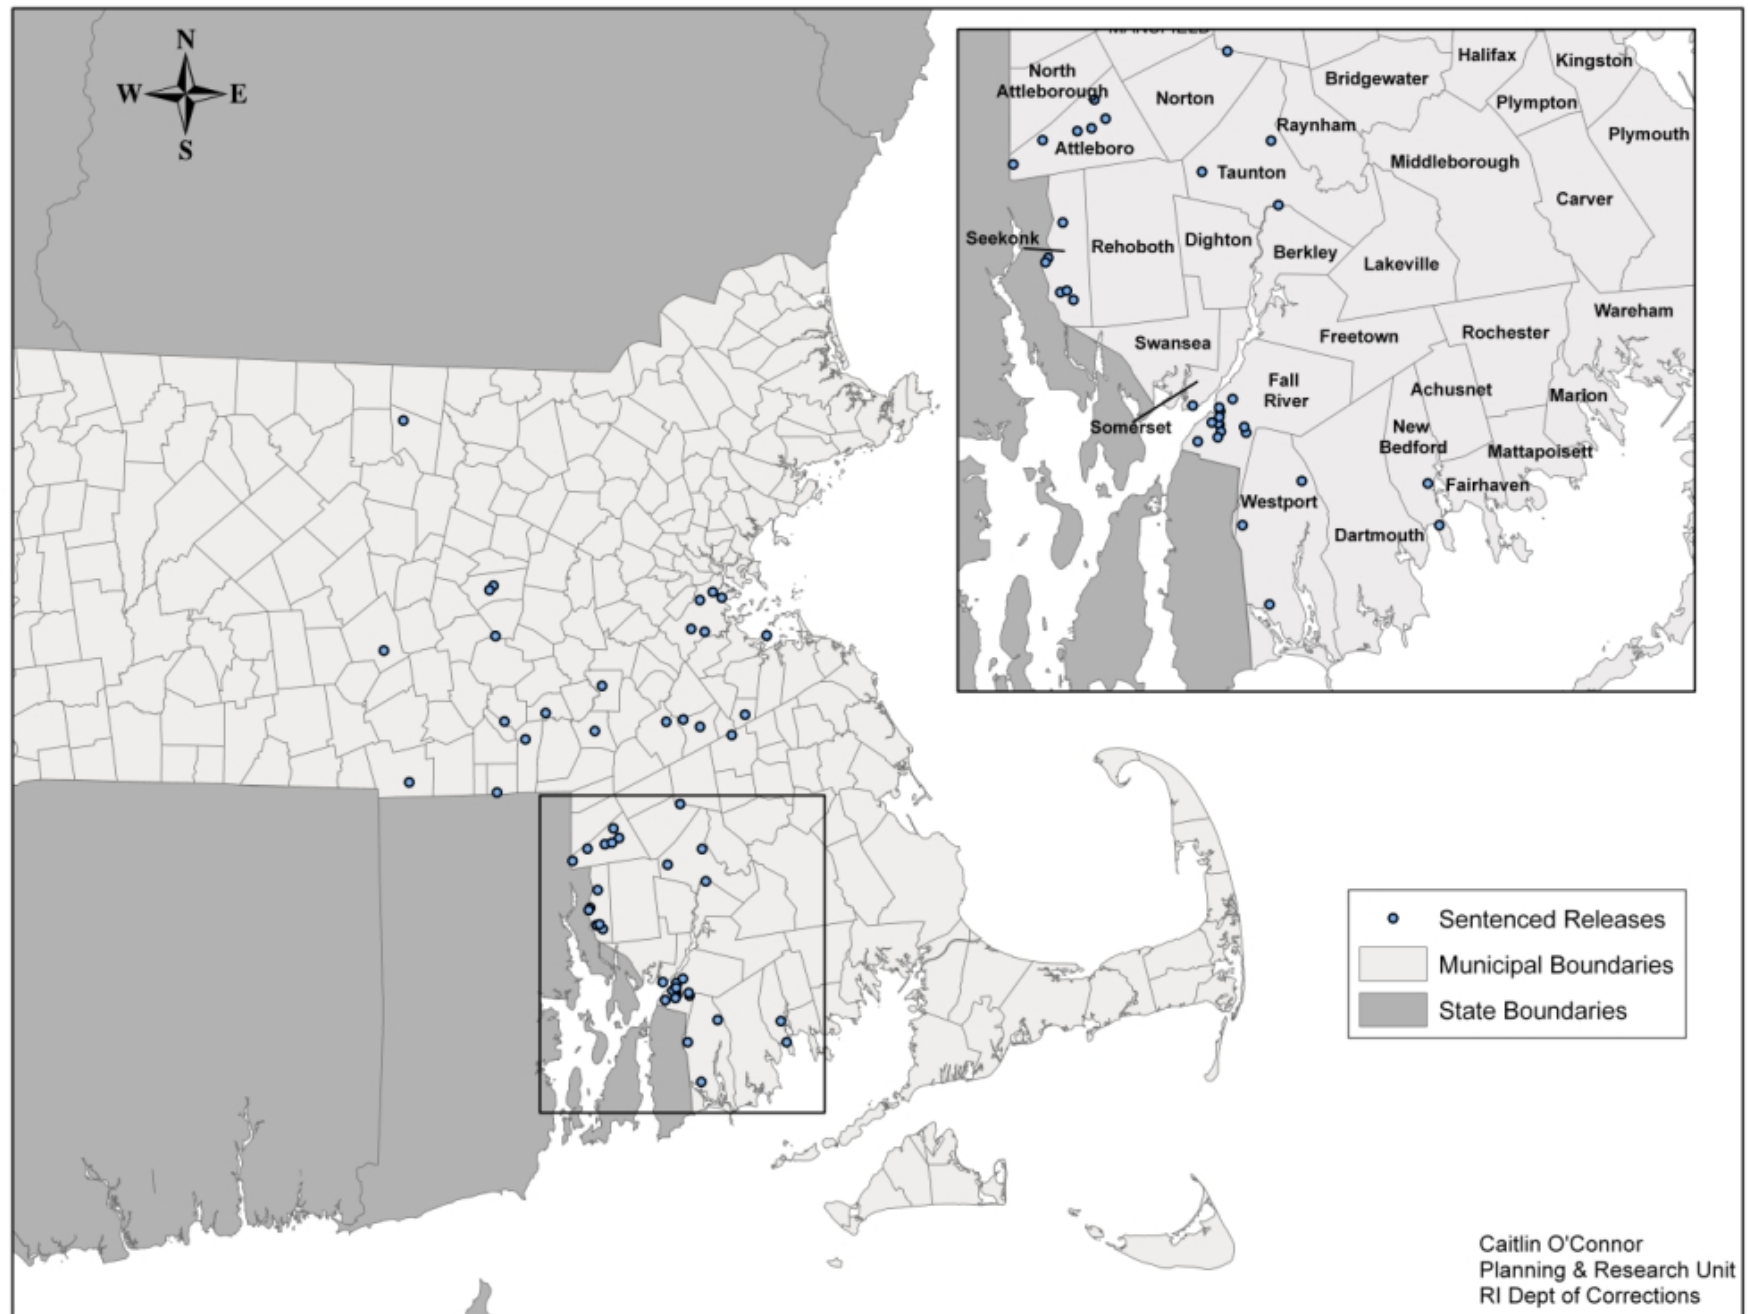 N
W E
S
MANSFIELD
Halifax
Kingston
North
Attleborough
Bridgewater
Norton
Plympton
Raynham
Plymouth
Attleboro
Middleborough
Taunton
Carver
Seekonk
Rehoboth
Dighton
Berkley
Lakeville
Wareham
Swansea
Freetown
Rochester
Fall
River
Achusnet
Marion
Somerset
New
Bedford
Mattapoisett
Fairhaven
Westport
Dartmouth
Sentenced Releases
Municipal Boundaries
State Boundaries
Caitlin O'Connor
Planning & Research Unit
RI Dept of Corrections